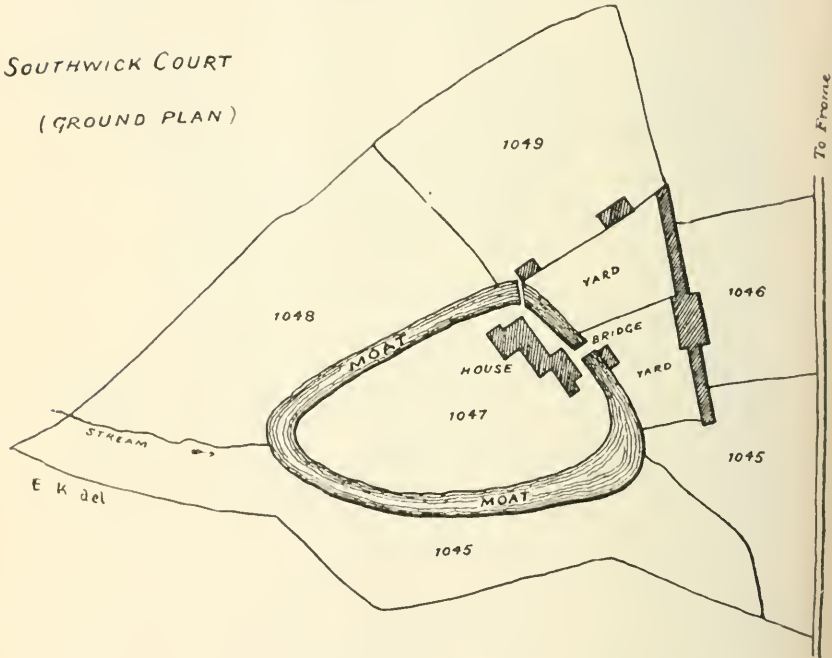 SOUTHWICK COURT
(GROUND PLAN)
To Frome
1049
YARD
1046
1048
BRIDGE
MOAT
HOUSE
YARD
1047
STREAM
1045
E K del
MOAT
1045